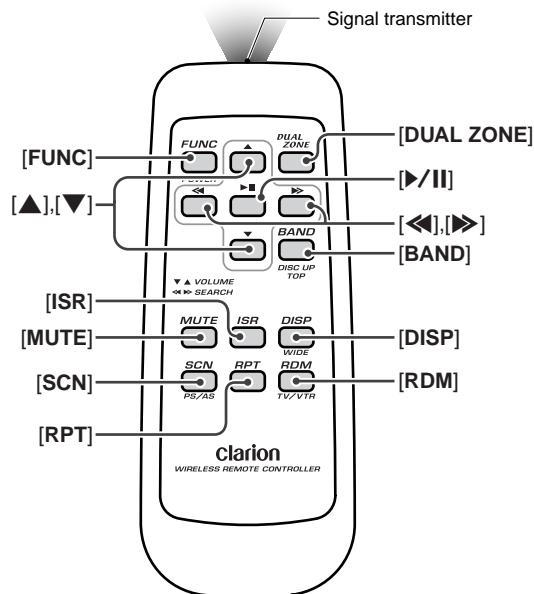 Signal transmitter
[FUNC]
[▲],[▼]
[ISR]
[MUTE]
[SCN]
[RPT]
FUNC
POWER
▲
DUAL
ZONE
◀◀
▶II
▶▶
▼
BAND
DISC UP
TOP
▼ ▲ VOLUME
◀◀ ▶▶ SEARCH
MUTE
ISR
DISP
WIDE
SCN
PS/AS
RPT
RDM
TV/VTR
clarion
WIRELESS REMOTE CONTROLLER
[DUAL ZONE]
[▶/II]
[◀◀],[▶▶]
[BAND]
[DISP]
[RDM]